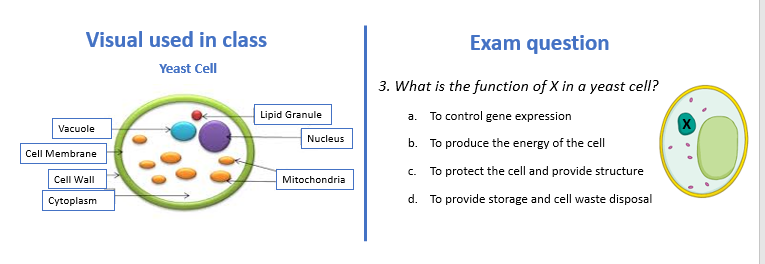 Visual used in class
Yeast Cell
Lipid Granule
Vacuole
Nucleus
Cell Membrane
Cell Wall
Mitochondria
Cytoplasm
Exam question
3. What is the function of X in a yeast cell?
a. To control gene expression
b. To produce the energy of the cell
c. To protect the cell and provide structure
d. To provide storage and cell waste disposal
X